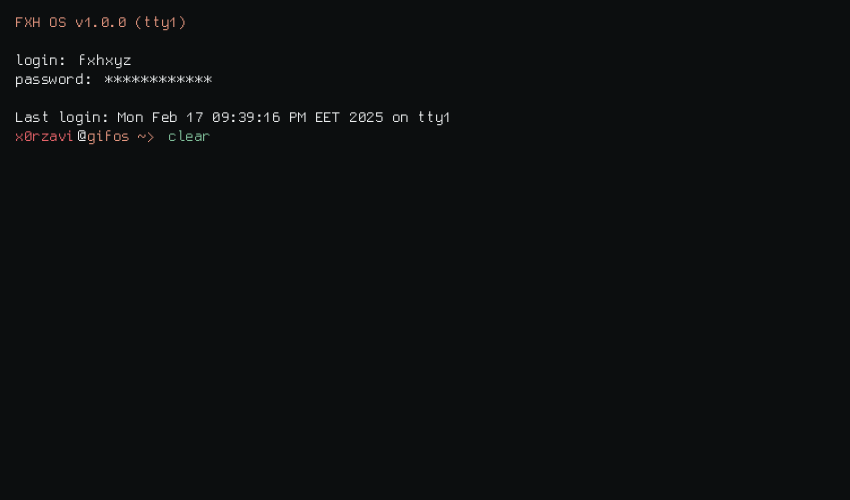 FXH OS v1.0.0 (tty1)
login: fxhxyz
password: ************
Last login: Mon Feb 17 09:39:16 PM EET 2025 on tty1
x0rzavi@gifos ~> clear